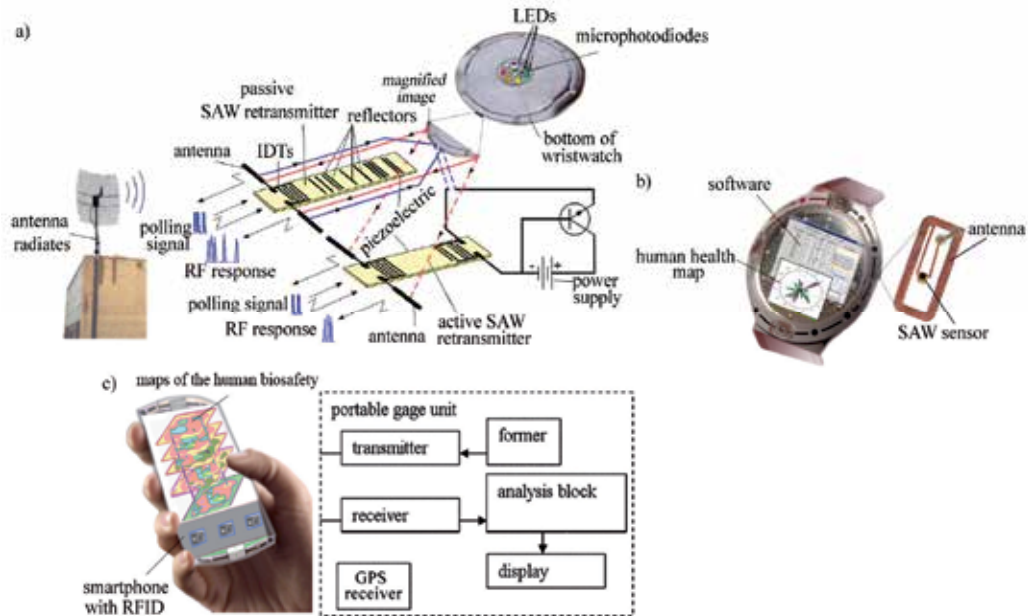 a)
LEDs
microphotodiodes
magnified
image
passive
SAW retransmitter
reflectors
bottom of
wristwatch
antenna
IDTs
antenna
radiates
polling
signal
RF response
piezoelectric
power
supply
polling signal
RF response
antenna
active SAW
retransmitter
b)
software
human health
map
antenna
SAW sensor
c)
maps of the human biosafety
smartphone
with RFID
portable gage unit
transmitter
former
receiver
analysis block
display
GPS
receiver